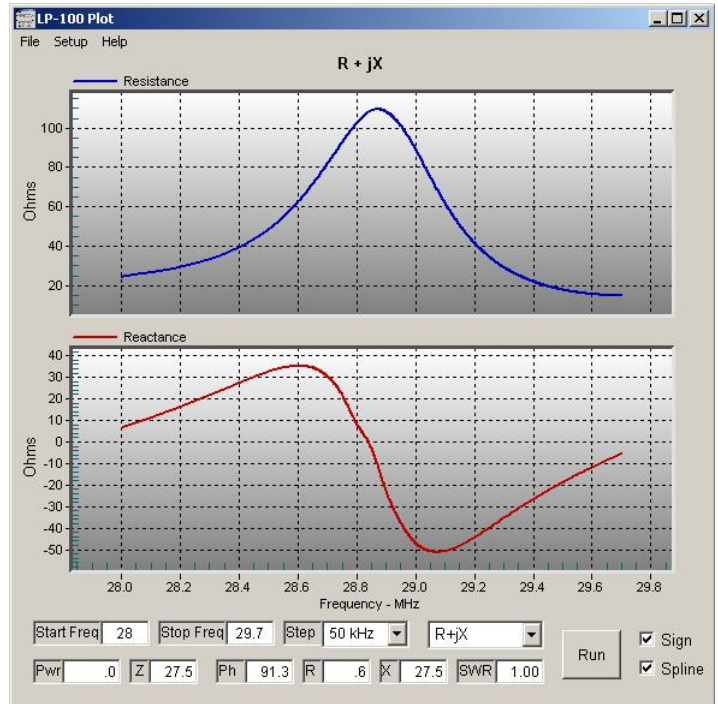 LP-100 Plot
File Setup Help
R + jX
Resistance
100
80
60
40
20
Ohms
Reactance
40
30
20
10
0
-10
-20
-30
-40
-50
Ohms
28.0 28.2 28.4 28.6 28.8 29.0 29.2 29.4 29.6 29.8
Frequency - MHz
Start Freq 28 Stop Freq 29.7 Step 50 kHz R+jX Run Sign
Pwr .0 Z 27.5 Ph 91.3 R .6 X 27.5 SWR 1.00 Spline